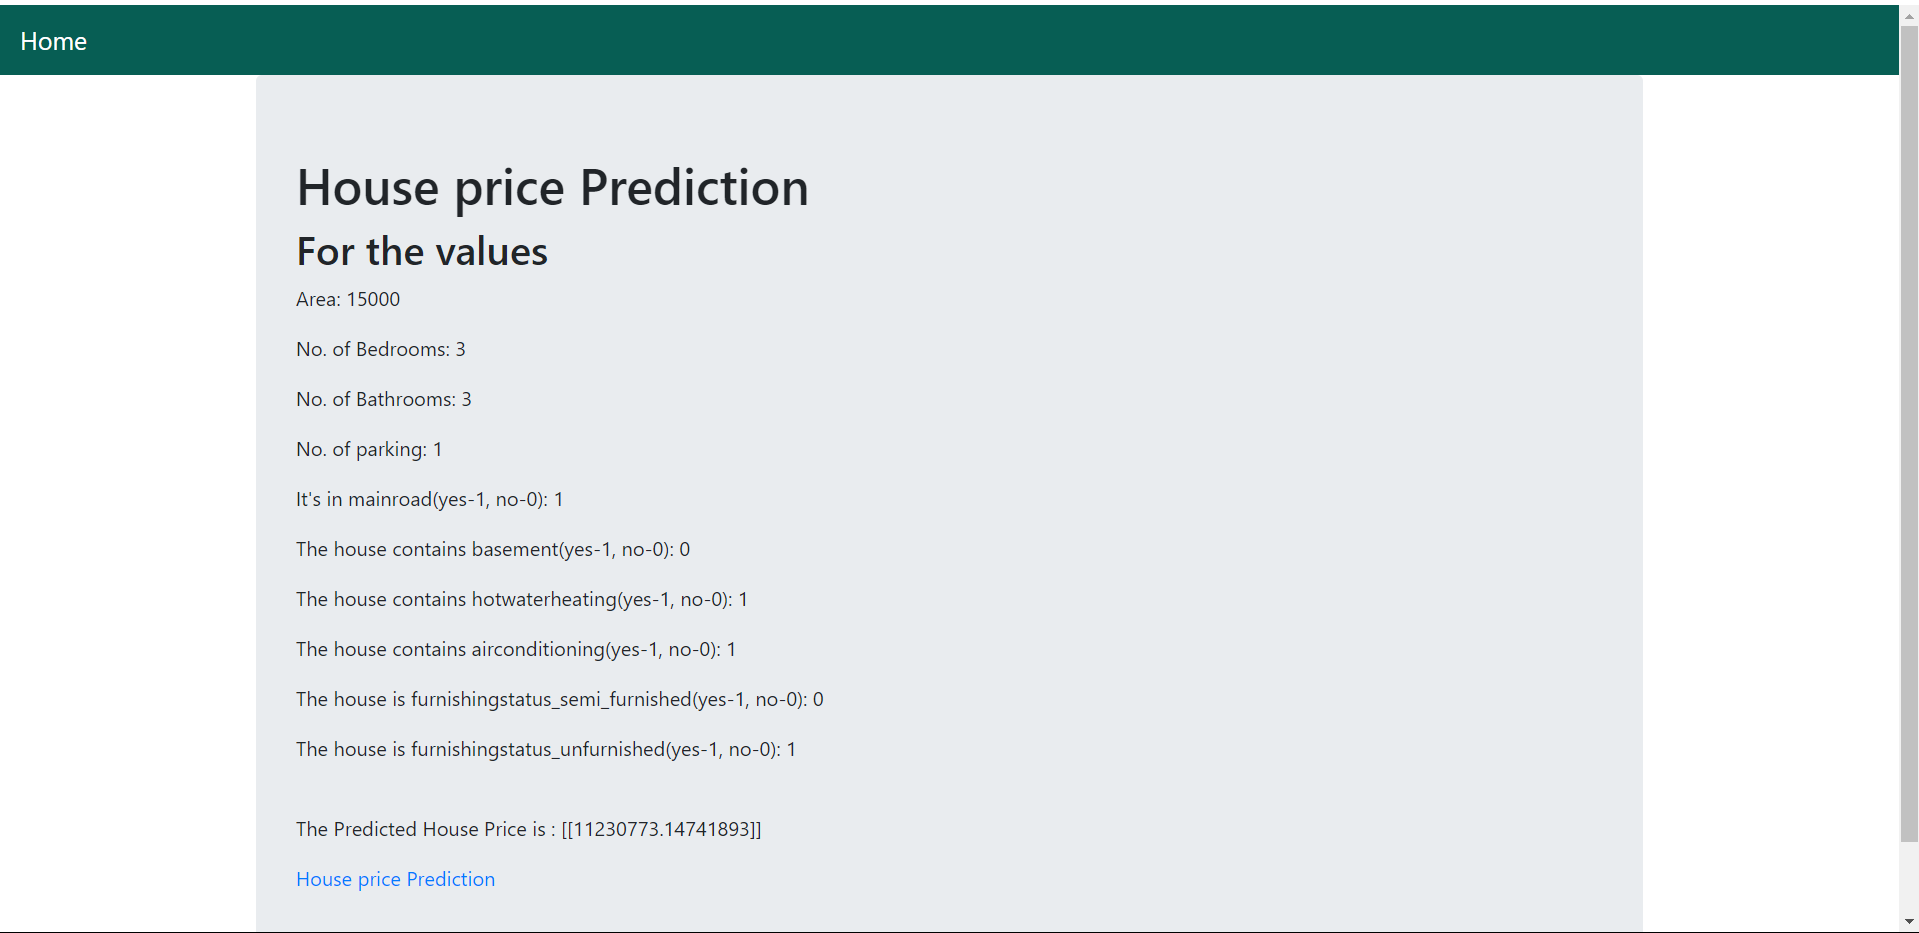 Home
House price Prediction
For the values
Area: 15000
No. of Bedrooms: 3
No. of Bathrooms: 3
No. of parking: 1
It's in mainroad(yes-1, no-0): 1
The house contains basement(yes-1, no-0): 0
The house contains hotwaterheating(yes-1, no-0): 1
The house contains airconditioning(yes-1, no-0): 1
The house is furnishingstatus_semi_furnished(yes-1, no-0): 0
The house is furnishingstatus_unfurnished(yes-1, no-0): 1
The Predicted House Price is : [[11230773.14741893]]
House price Prediction